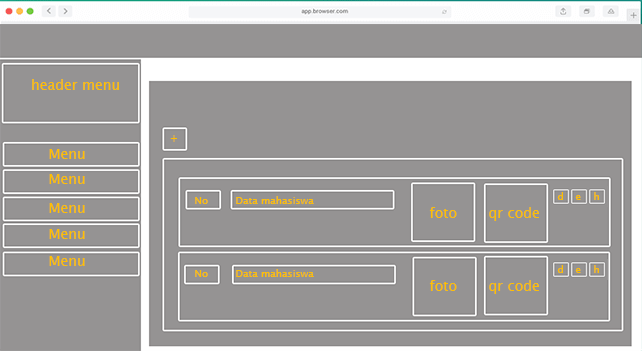 app.browser.com
header menu
Menu
Menu
Menu
Menu
Menu
+
No
Data mahasiswa
foto
qr code
d e h
No
Data mahasiswa
foto
qr code
d e h